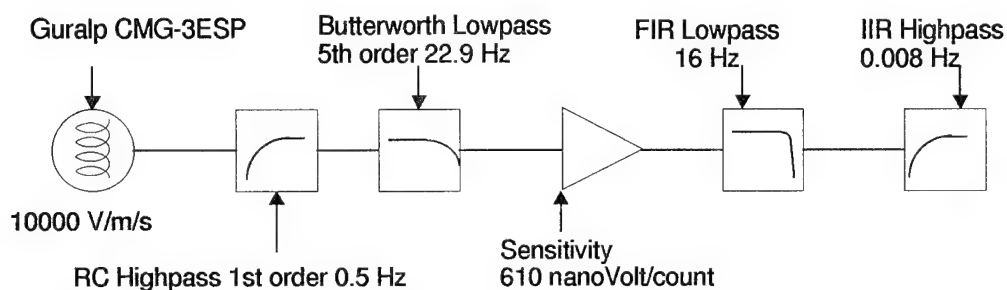 Guralp CMG-3ESP
Butterworth Lowpass
5th order 22.9 Hz
FIR Lowpass
16 Hz
IIR Highpass
0.008 Hz
10000 V/m/s
RC Highpass 1st order 0.5 Hz
Sensitivity
610 nanoVolt/count